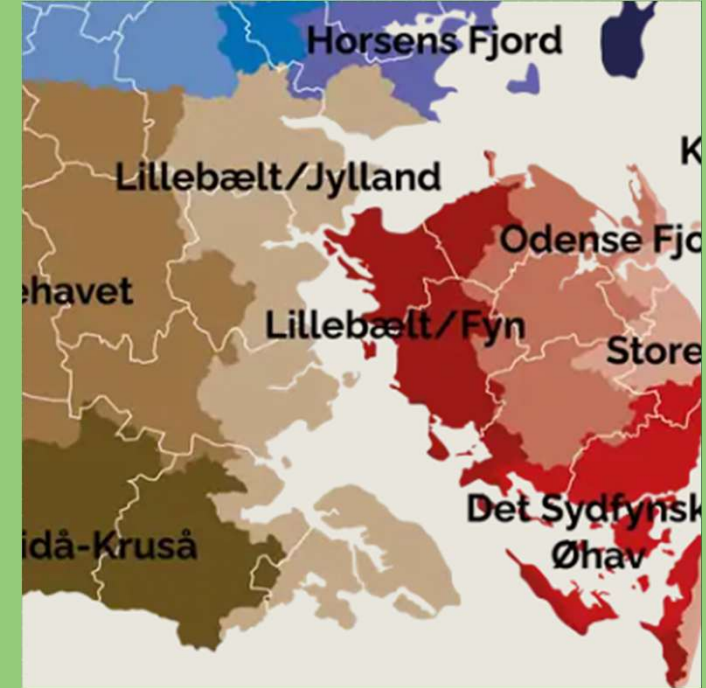 Horsens Fjord
K
Lillebælt/Jylland
Odense Fjo
ehavet
Lillebælt/Fyn
Store
Det Sydfynsk
Øhav
idå-Kruså